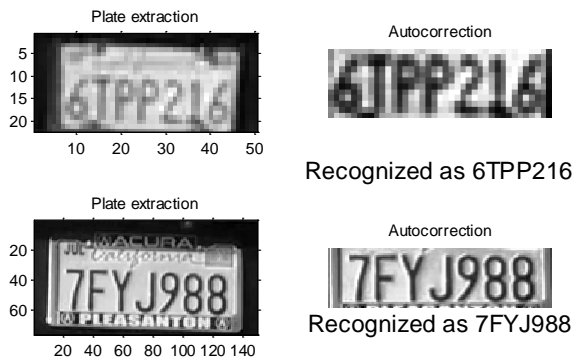 Plate extraction
5
10
15
20
6TPP216
10 20 30 40 50
Autocorrection
6TPP216
Recognized as 6TPP216
Plate extraction
20
40
60
ACURA
JUL California
7FYJ988
PLEASANTON
20 40 60 80 100 120 140
Autocorrection
7FYJ988
Recognized as 7FYJ988